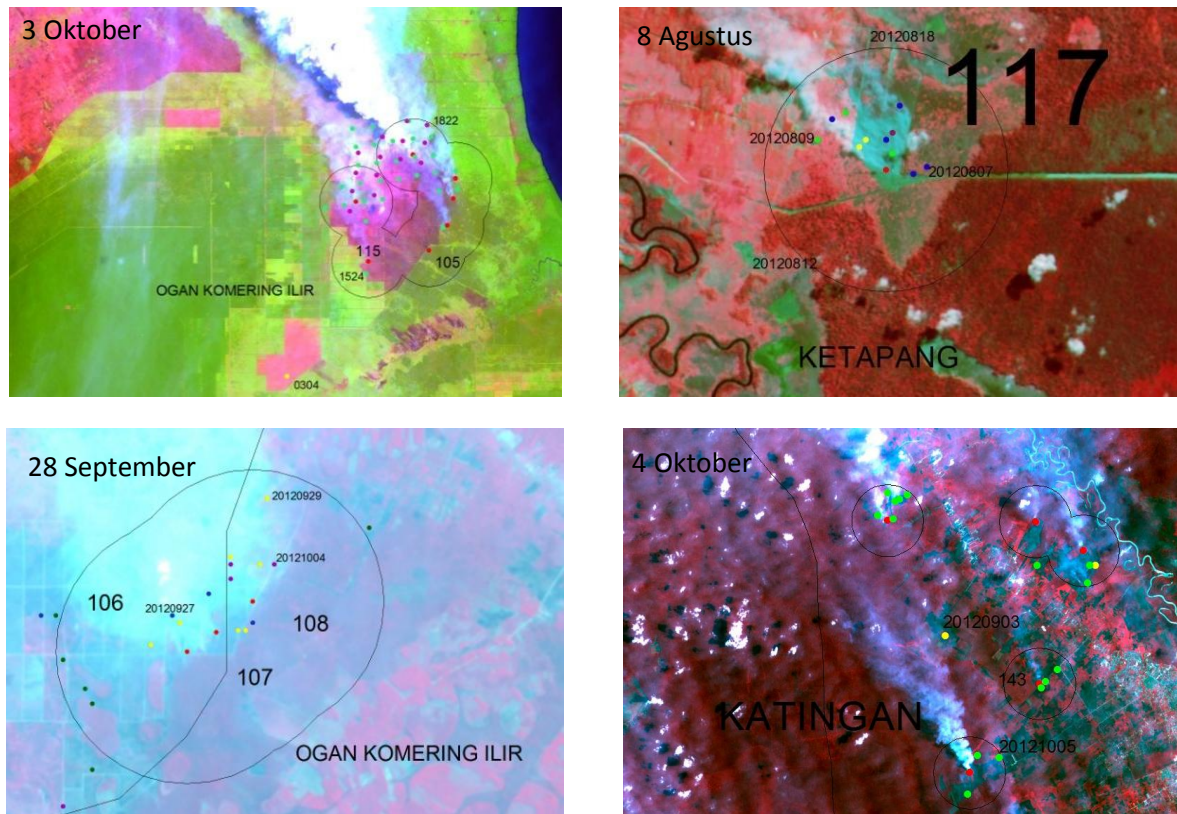 3 Oktober
1822
115
105
1524
OGAN KOMERING ILIR
0304
8 Agustus
20120818
117
20120809
20120807
20120812
KETAPANG
28 September
20120929
20121004
106
20120927
108
107
OGAN KOMERING ILIR
4 Oktober
20120903
143
KATINGAN
20121005